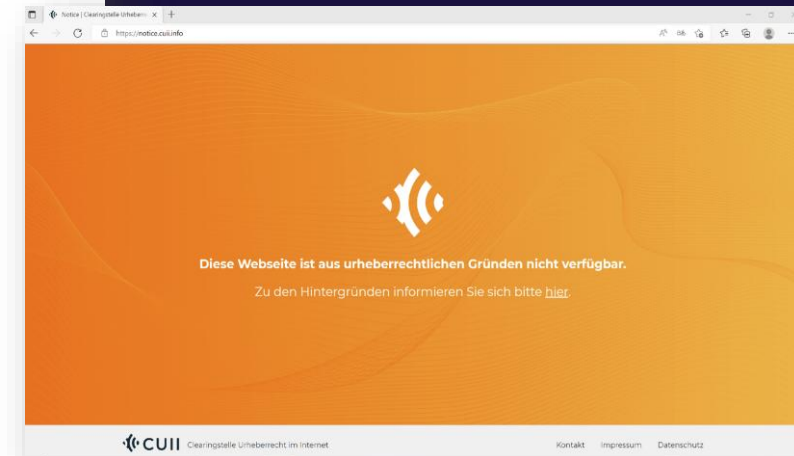 Notice | Clearingstelle Urheberr
https://notice.cuii.info
Diese Webseite ist aus urheberrechtlichen Gründen nicht verfügbar.
Zu den Hintergründen informieren Sie sich bitte hier.
CUII Clearingstelle Urheberrecht im Internet
Kontakt Impressum Datenschutz